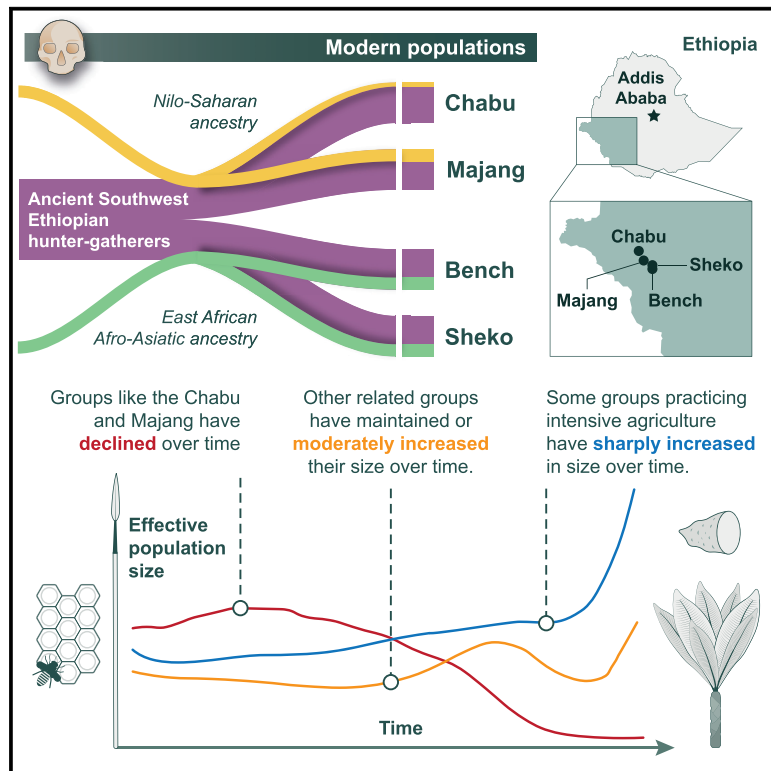 Modern populations
Ethiopia
Nilo-Saharan
ancestry
Ancient Southwest
Ethiopian
hunter-gatherers
East African
Afro-Asiatic ancestry
Chabu
Majang
Bench
Sheko
Addis
Ababa
Chabu
Sheko
Majang
Bench
Groups like the Chabu
and Majang have
declined over time
Other related groups
have maintained or
moderately increased
their size over time.
Some groups practicing
intensive agriculture
have sharply increased
in size over time.
Effective
population
size
Time